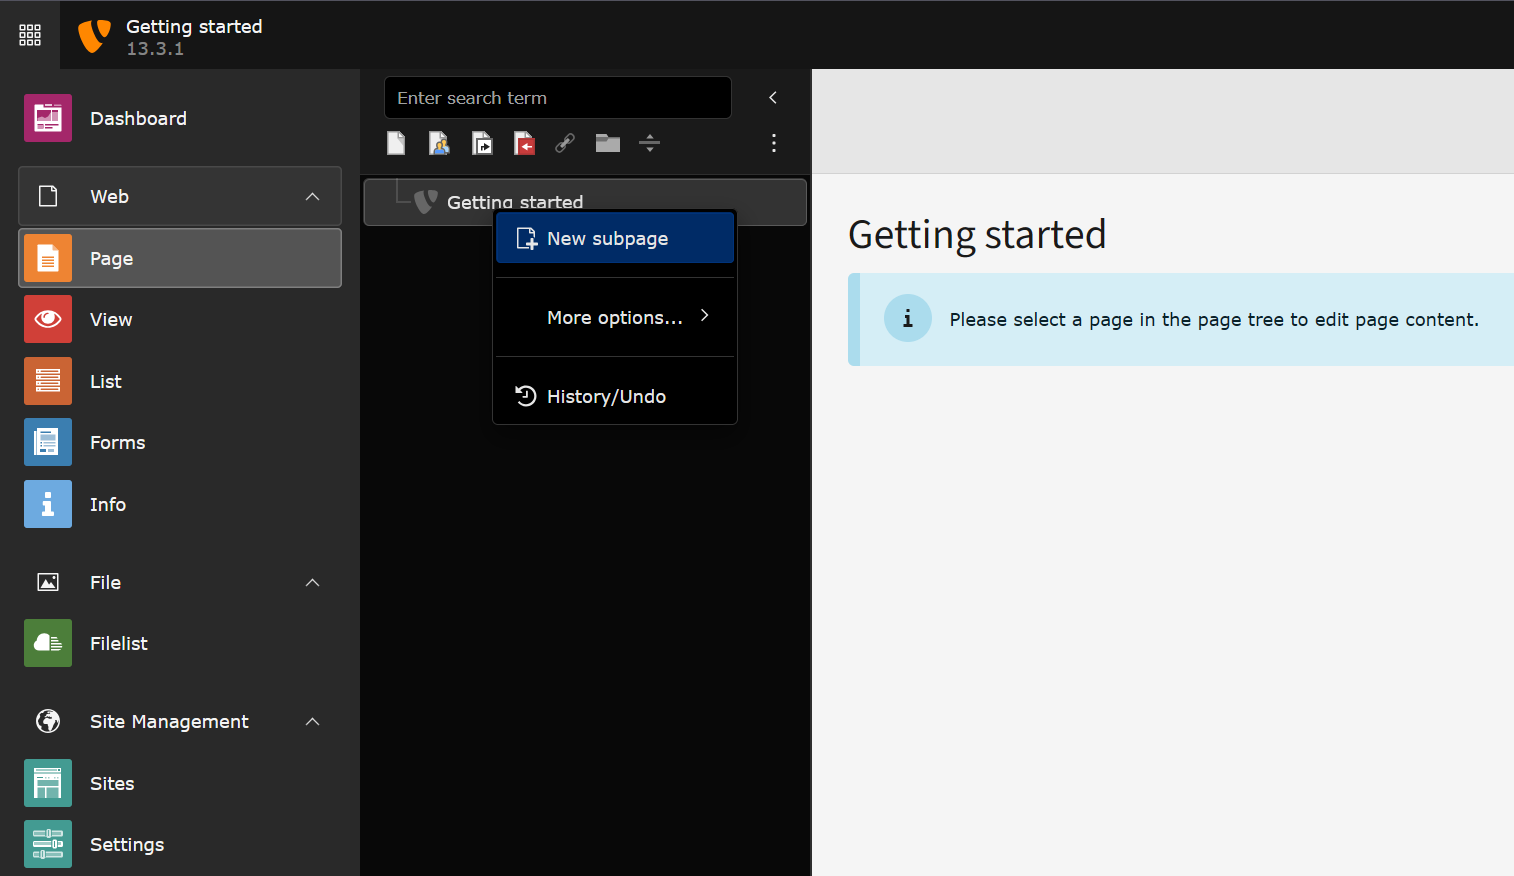 Getting started
13.3.1
Dashboard
Web
Page
View
List
Forms
Info
File
Filelist
Site Management
Sites
Settings
Enter search term
Getting started
New subpage
More options...
History/Undo
Getting started
Please select a page in the page tree to edit page content.